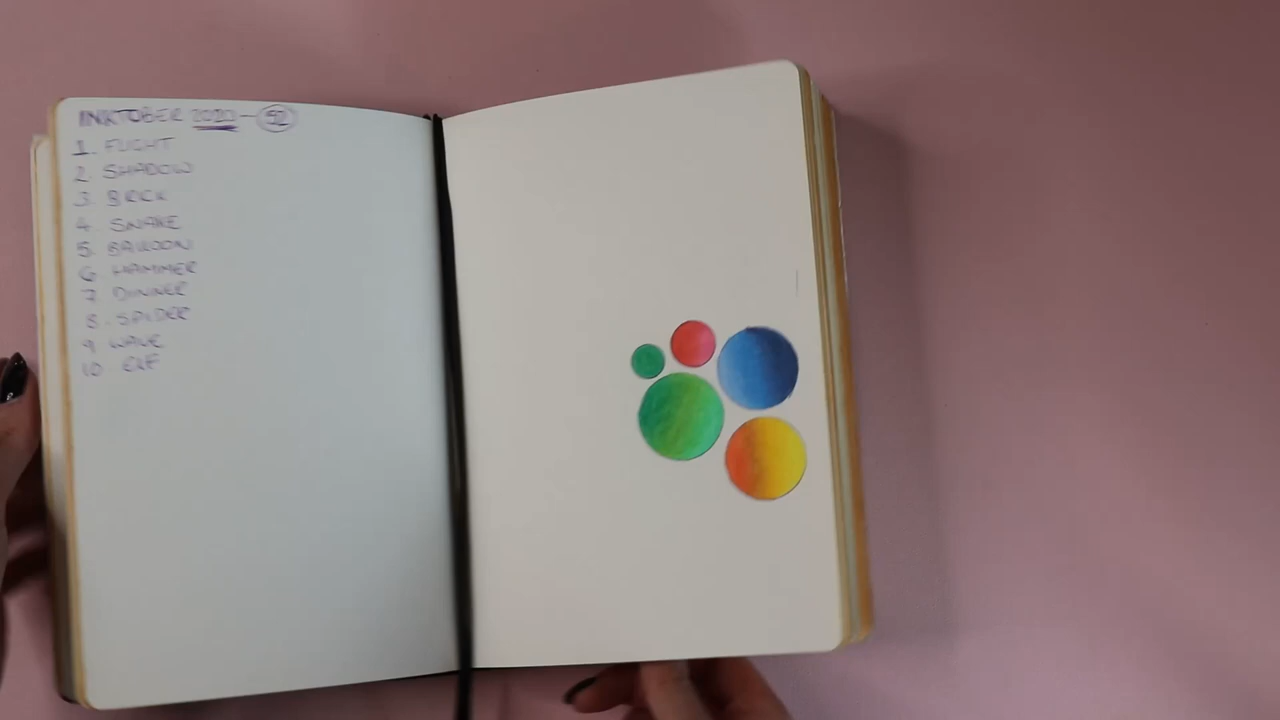 INKTOBER 2020 - 52
1. FLIGHT
2. SHADOW
3. BRICK
4. SNAKE
5. BALLOON
6 HAMMER
7. DINNER
8. SPIDER
9 WAVE
10 ELF